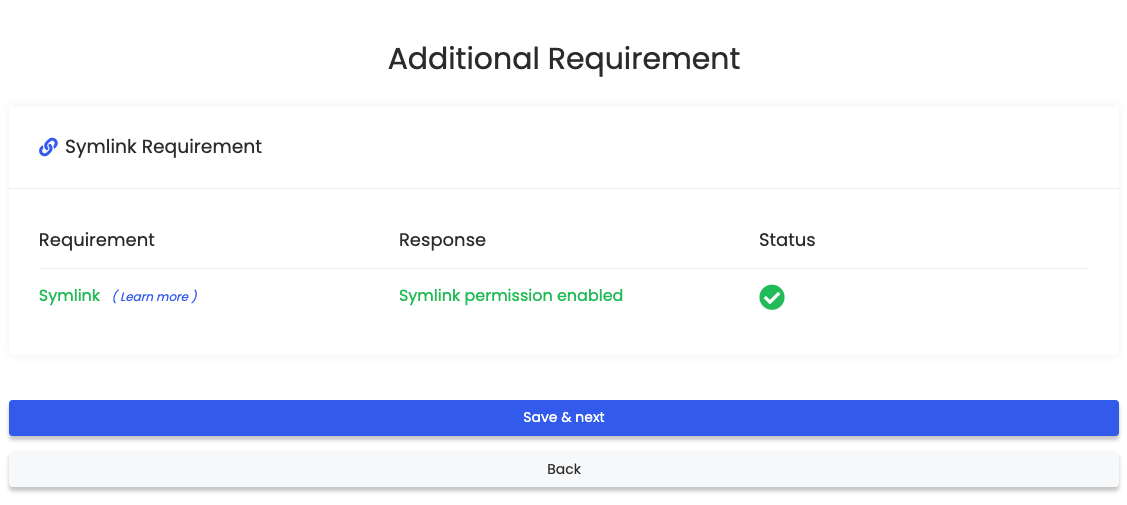 Additional Requirement
Symlink Requirement
Requirement Response Status
Symlink ( Learn more ) Symlink permission enabled
Save & next
Back